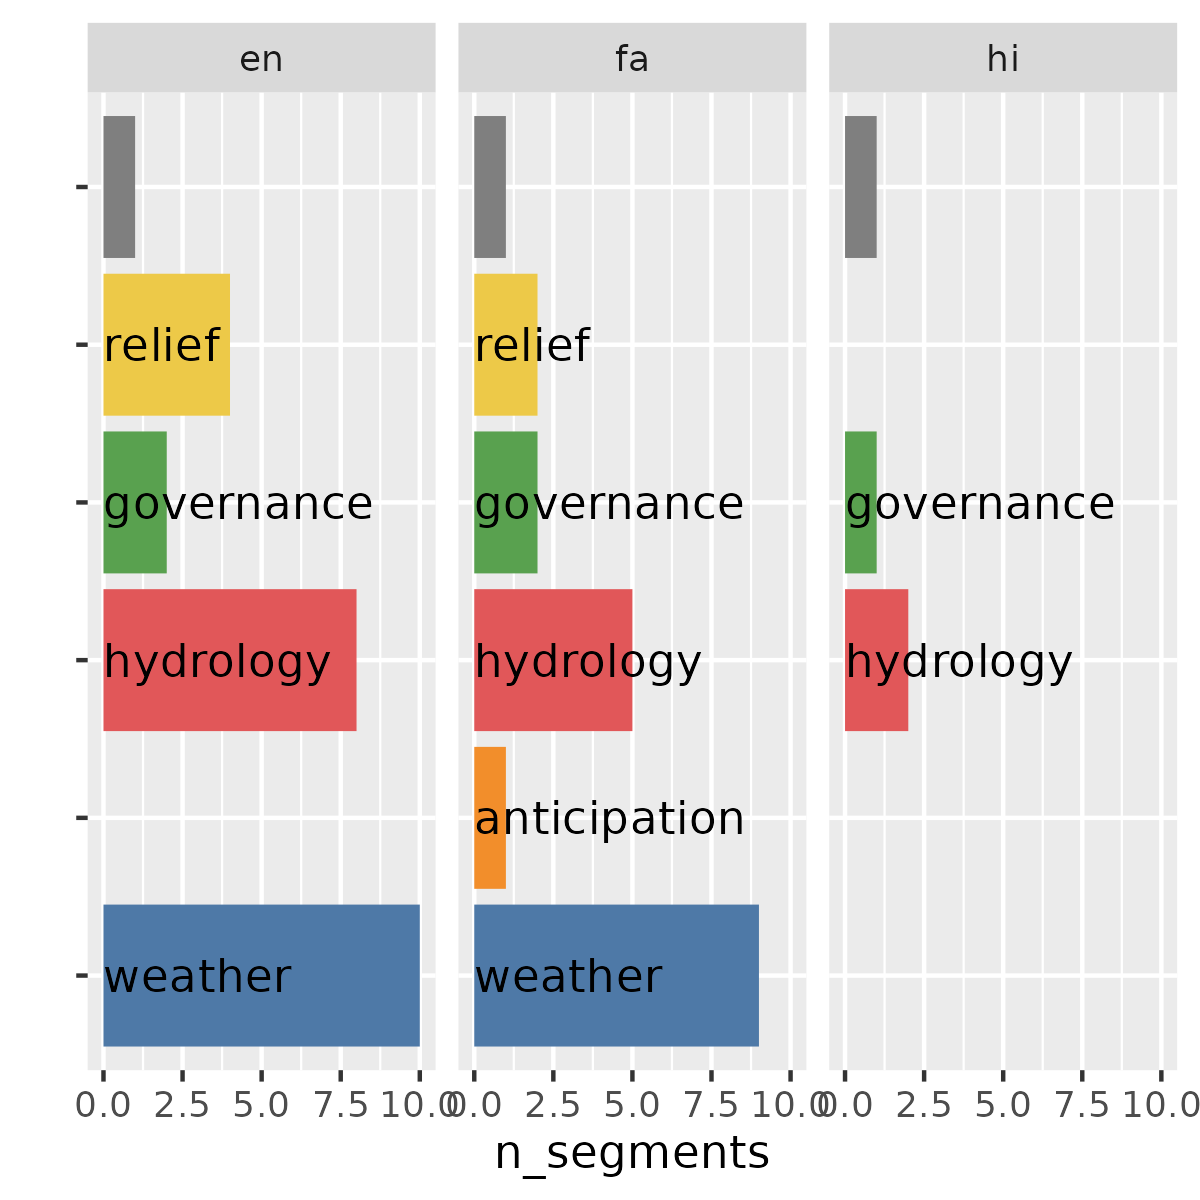 en fa hi
relief relief
governance governance governance
hydrology hydrology hydrology
anticipation
weather weather
0.0 2.5 5.0 7.5 10.0 0.0 2.5 5.0 7.5 10.0 0.0 2.5 5.0 7.5 10.0
n_segments